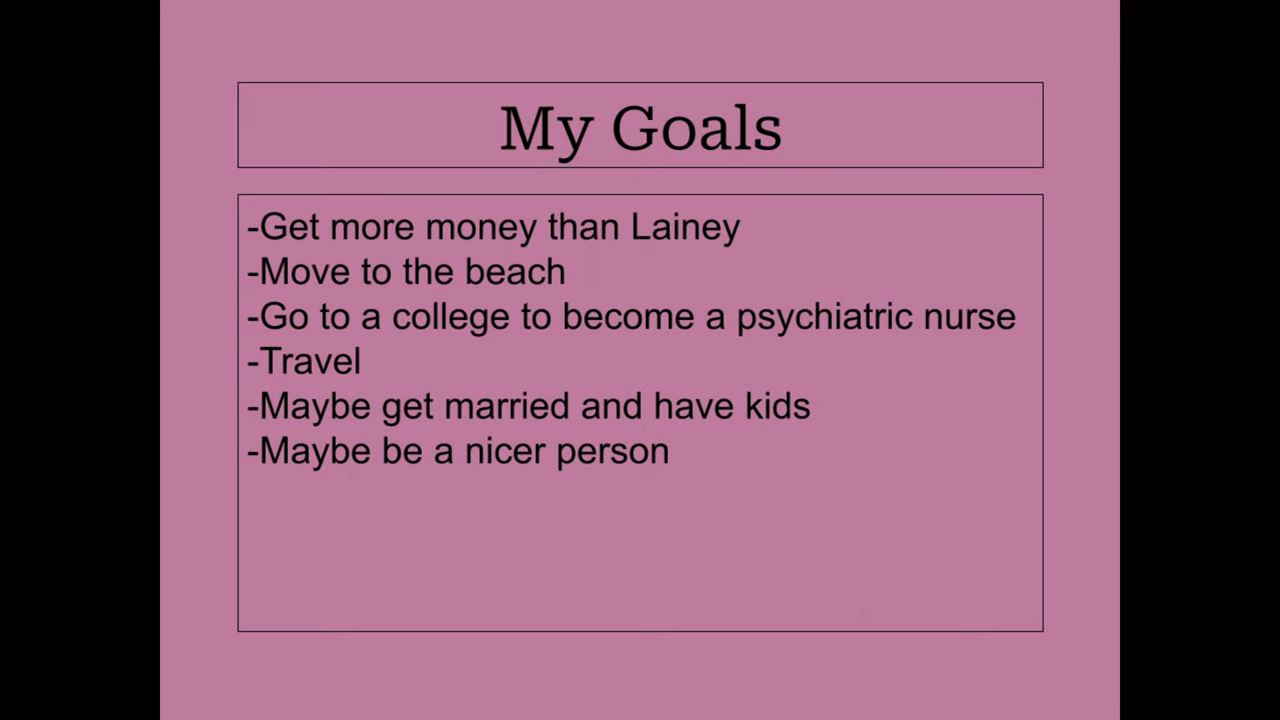 My Goals
-Get more money than Lainey
-Move to the beach
-Go to a college to become a psychiatric nurse
-Travel
-Maybe get married and have kids
-Maybe be a nicer person